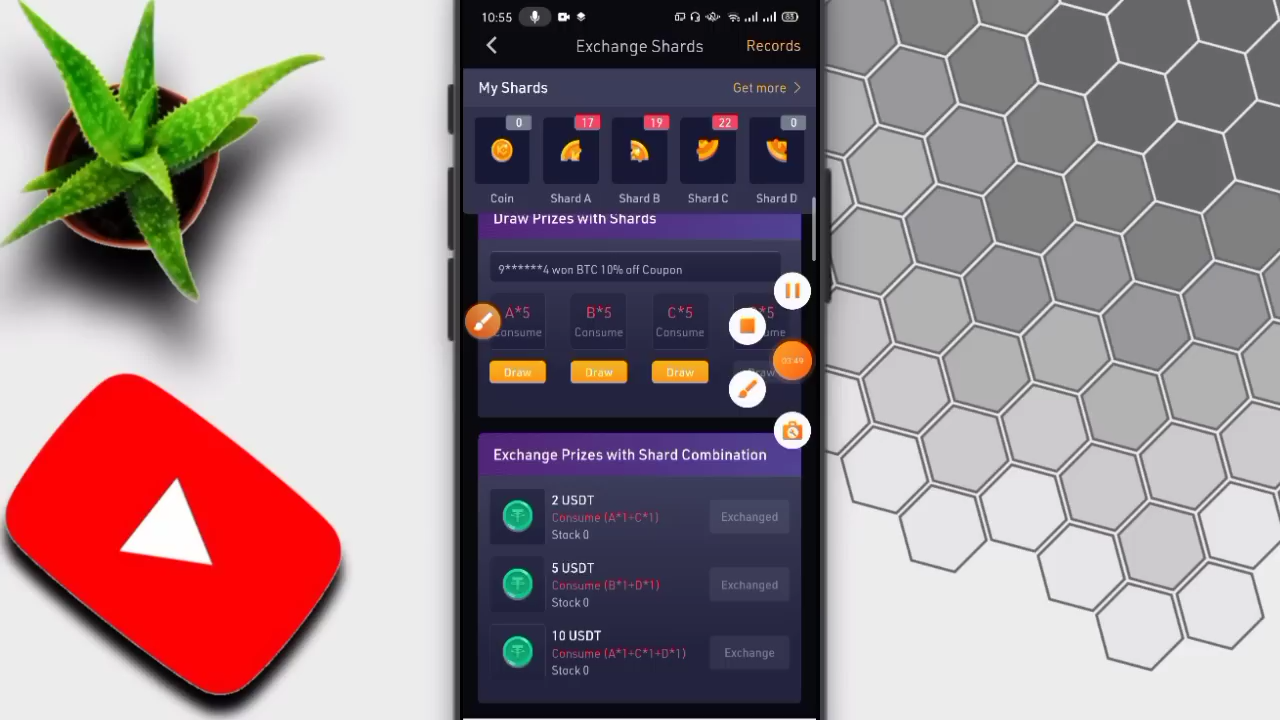 10:55
83
Exchange Shards
Records
My Shards
Get more >
0
17
19
22
0
Coin
Shard A
Shard B
Shard C
Shard D
Draw Prizes with Shards
9******4 won BTC 10% off Coupon
A*5
B*5
C*5
*5
Consume
Consume
Consume
Draw
Draw
Draw
Draw
Exchange Prizes with Shard Combination
2 USDT
Consume (A*1+C*1)
Stock 0
Exchanged
5 USDT
Consume (B*1+D*1)
Stock 0
Exchanged
10 USDT
Consume (A*1+C*1+D*1)
Stock 0
Exchange